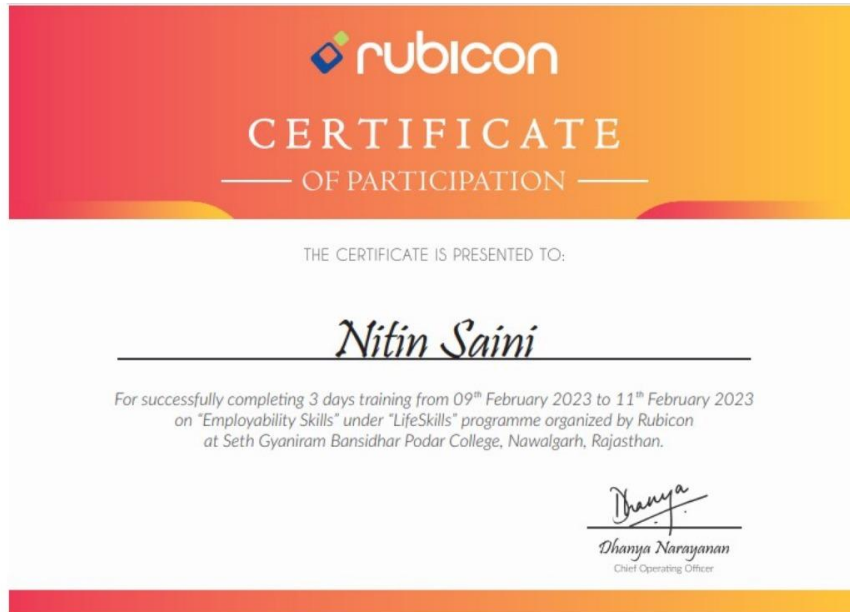 rubicon
CERTIFICATE
OF PARTICIPATION
THE CERTIFICATE IS PRESENTED TO:
Nitin Saini
For successfully completing 3 days training from 09th February 2023 to 11th February 2023
on "Employability Skills" under "LifeSkills" programme organized by Rubicon
at Seth Gyaniram Bansidhar Podar College, Nawalgarh, Rajasthan.
Dhanya
Dhanya Narayanan
Chief Operating Officer